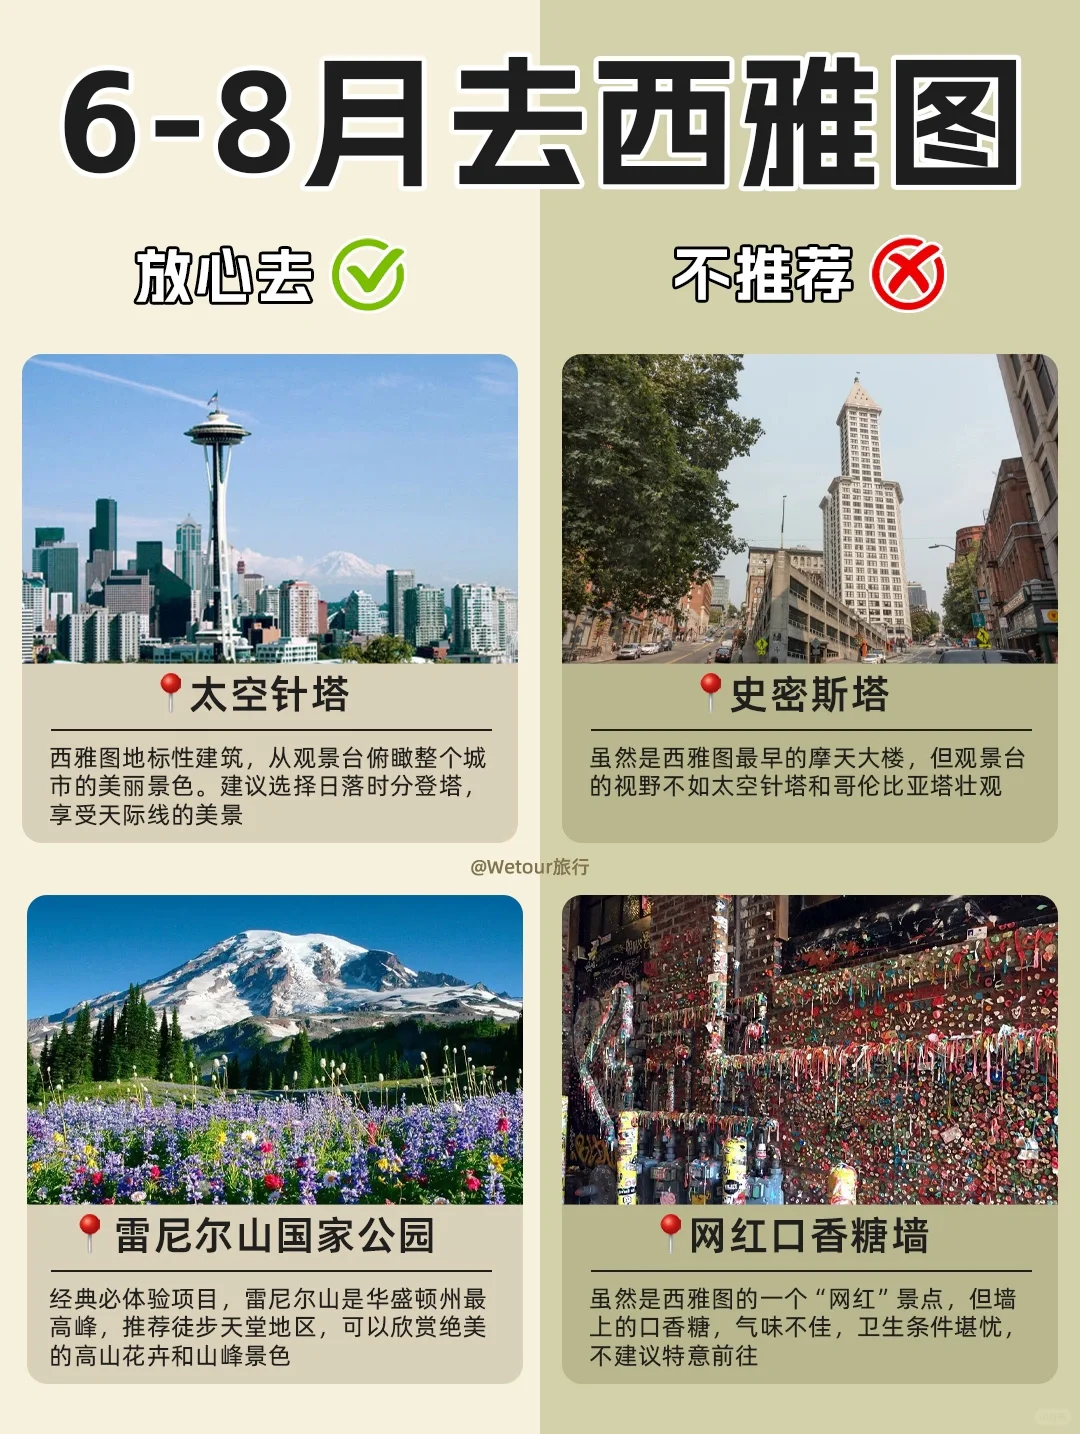 6-8月去西雅图
放心去
不推荐
太空针塔
西雅图地标性建筑，从观景台俯瞰整个城
市的美丽景色。建议选择日落时分登塔，
享受天际线的美景
史密斯塔
虽然是西雅图最早的摩天大楼，但观景台
的视野不如太空针塔和哥伦比亚塔壮观
@Wetour旅行
雷尼尔山国家公园
经典必体验项目，雷尼尔山是华盛顿州最
高峰，推荐徒步天堂地区，可以欣赏绝美
的高山花卉和山峰景色
网红口香糖墙
虽然是西雅图的一个“网红”景点，但墙
上的口香糖，气味不佳，卫生条件堪忧，
不建议特意前往